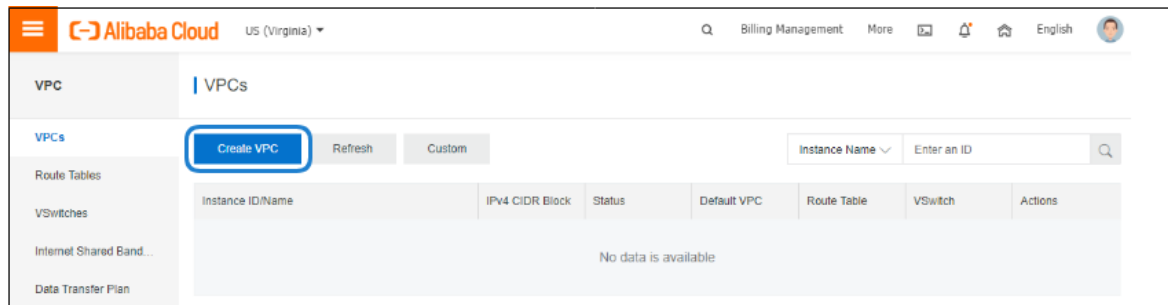 Alibaba Cloud US (Virginia) Billing Management More English
VPC
VPCs
VPCs
Create VPC Refresh Custom Instance Name Enter an ID
Route Tables
Instance ID/Name IPv4 CIDR Block Status Default VPC Route Table VSwitch Actions
VSwitches
Internet Shared Band...
No data is available
Data Transfer Plan